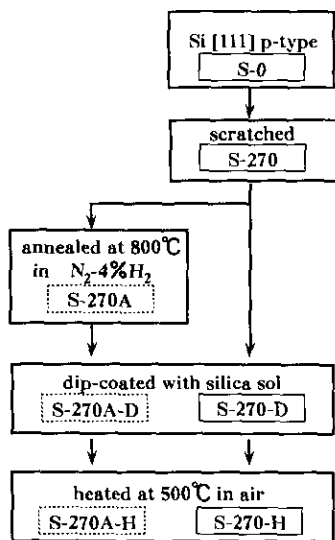 Si [111] p-type
S-0
scratched
S-270
annealed at 800℃
in N₂-4%H₂
S-270A
dip-coated with silica sol
S-270A-D S-270-D
heated at 500℃ in air
S-270A-H S-270-H